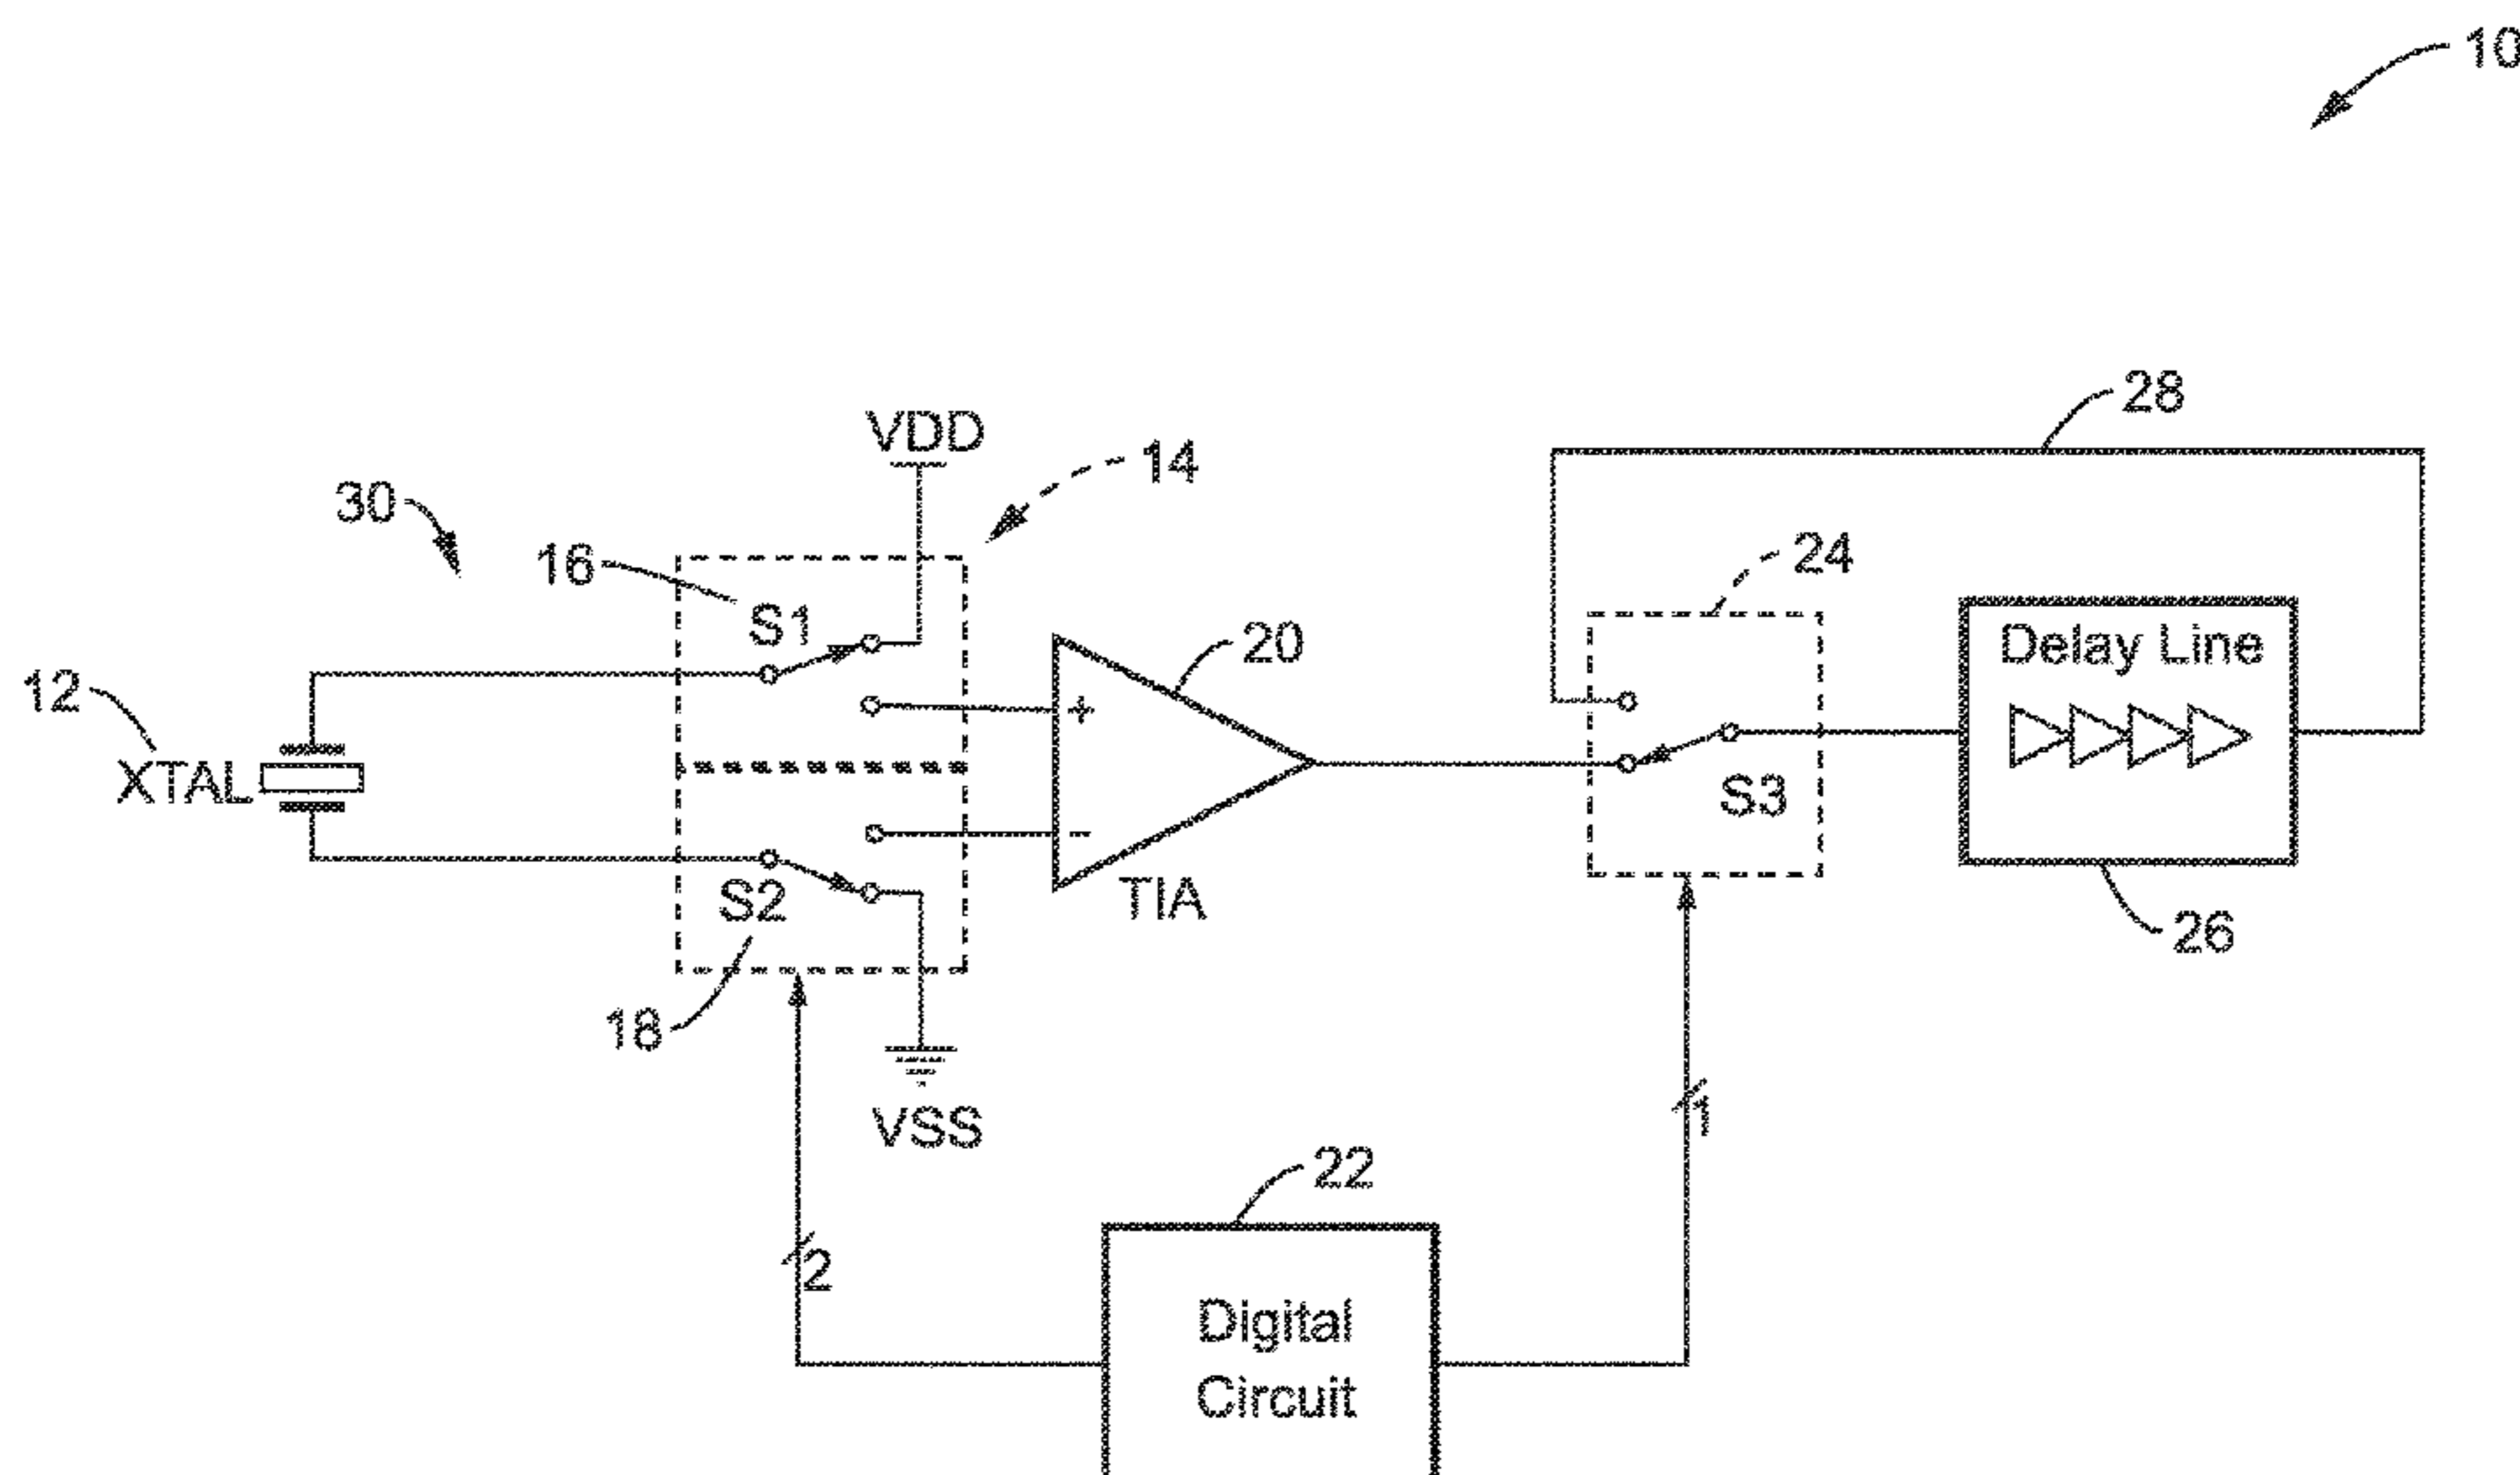 10
28
VDD
14
30
24
16
S1
20
Delay Line
12
+
XTAL
S3
-
S2
TIA
26
18
1
VSS
22
2
Digital
Circuit